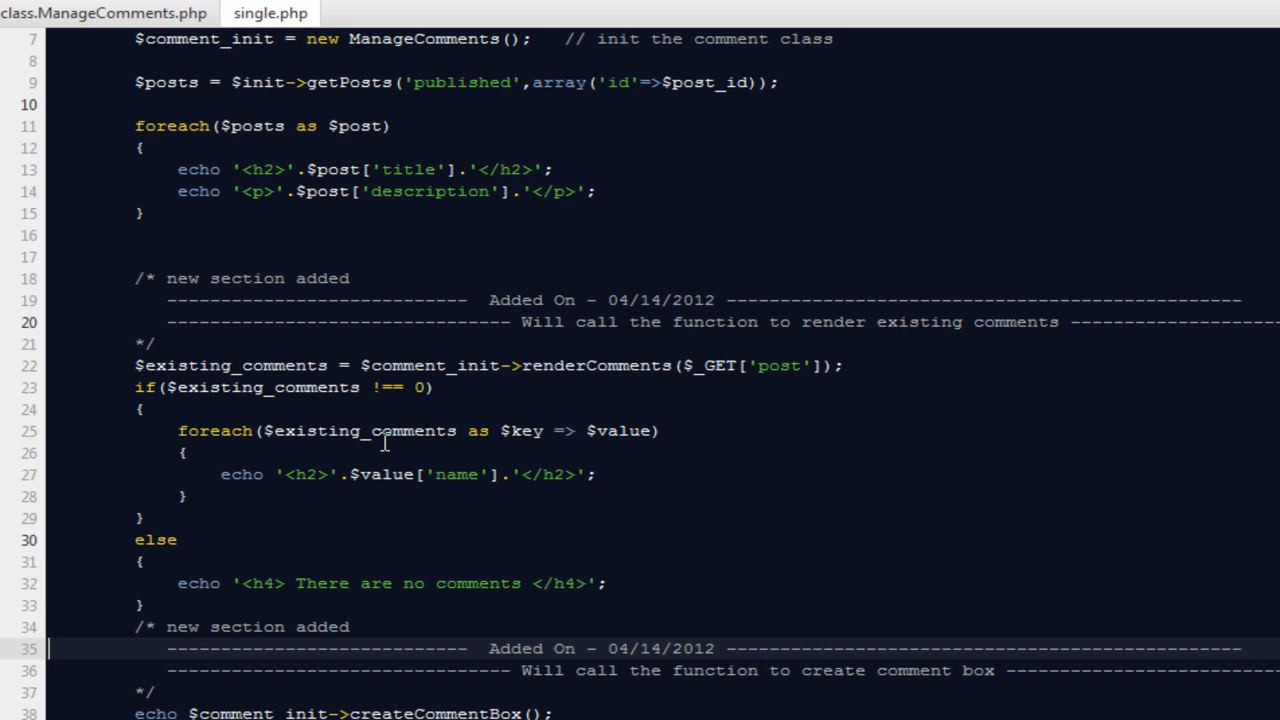 class.ManageComments.php single.php
7 $comment_init = new ManageComments(); // init the comment class
8
9 $posts = $init->getPosts('published',array('id'=>$post_id));
10
11 foreach($posts as $post)
12 {
13 echo '<h2>'.$post['title'].'</h2>';
14 echo '<p>'.$post['description'].'</p>';
15 }
16
17
18 /* new section added
19 ---------------------------- Added On - 04/14/2012 ------------------------------------------------
20 -------------------------------- Will call the function to render existing comments --------------------
21 */
22 $existing_comments = $comment_init->renderComments($_GET['post']);
23 if($existing_comments !== 0)
24 {
25 foreach($existing_comments as $key => $value)
26 {
27 echo '<h2>'.$value['name'].'</h2>';
28 }
29 }
30 else
31 {
32 echo '<h4> There are no comments </h4>';
33 }
34 /* new section added
35 ---------------------------- Added On - 04/14/2012 ------------------------------------------------
36 -------------------------------- Will call the function to create comment box --------------------------
37 */
38 echo $comment_init->createCommentBox();